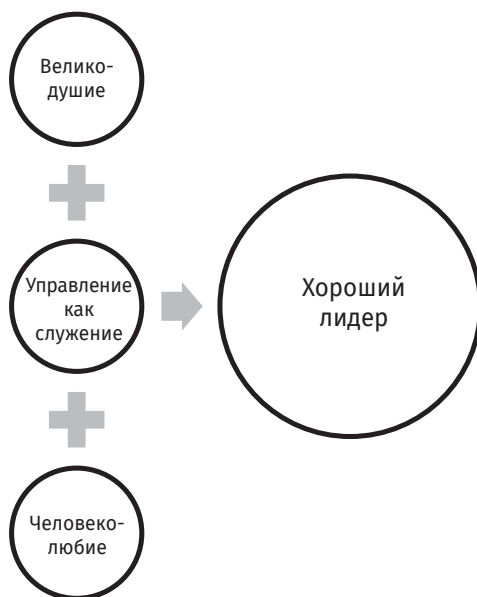 Велико-
душие
Управление
как
служение
Хороший
лидер
Человеко-
любие